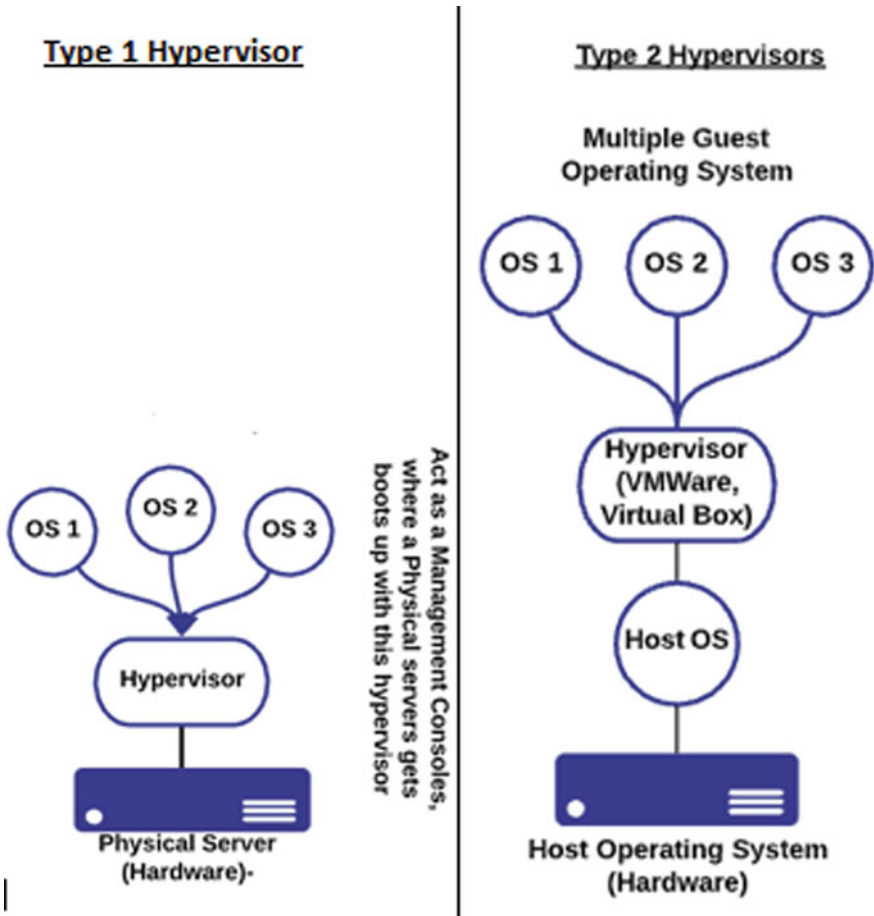 Type 1 Hypervisor
OS 1
OS 2
OS 3
Hypervisor
Physical Server
(Hardware)-
Act as a Management Consoles,
where a Physical servers gets
boots up with this hypervisor
Type 2 Hypervisors
Multiple Guest
Operating System
OS 1
OS 2
OS 3
Hypervisor
(VMWare,
Virtual Box)
Host OS
Host Operating System
(Hardware)